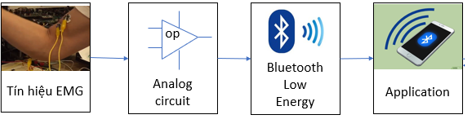 op
Tín hiệu EMG
Analog
circuit
Bluetooth
Low
Energy
Application